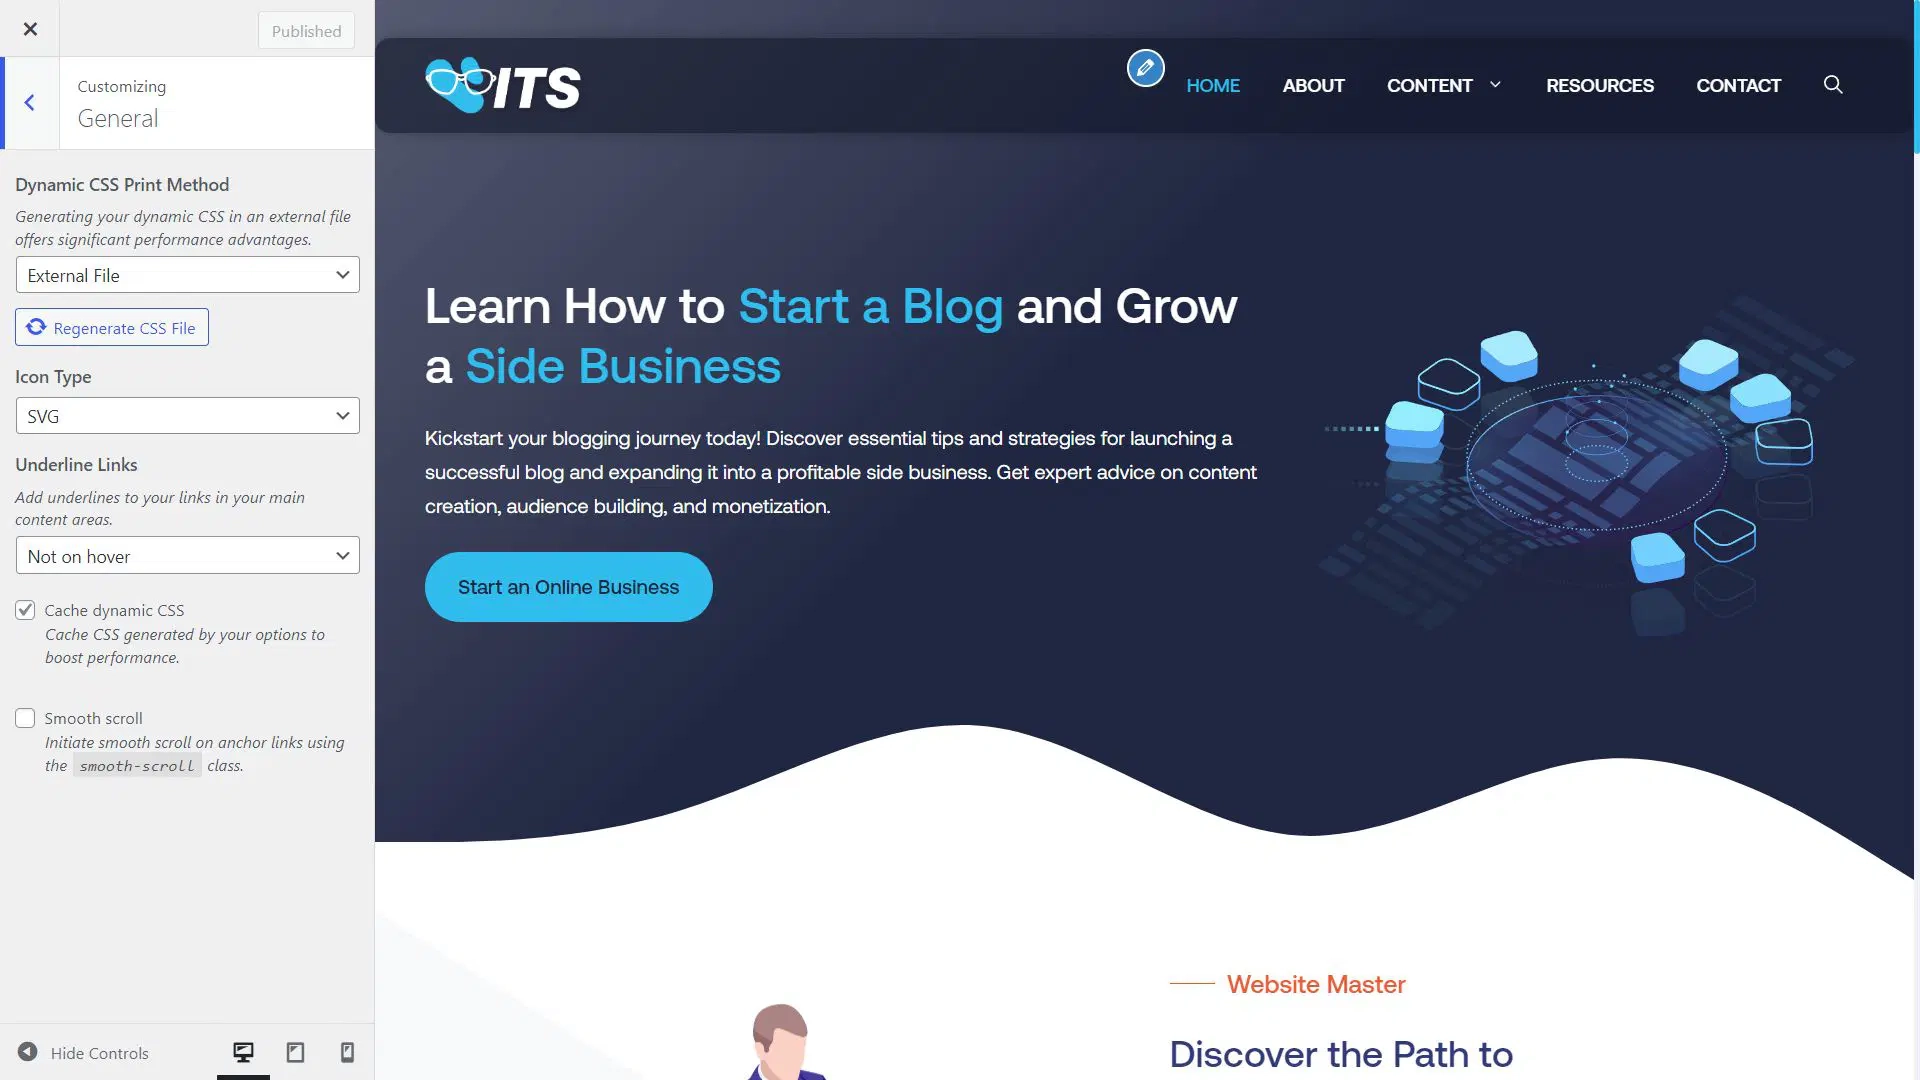 Published
Customizing
General
Dynamic CSS Print Method
Generating your dynamic CSS in an external file
offers significant performance advantages.
External File
Regenerate CSS File
Icon Type
SVG
Underline Links
Add underlines to your links in your main
content areas.
Not on hover
Cache dynamic CSS
Cache CSS generated by your options to
boost performance.
Smooth scroll
Initiate smooth scroll on anchor links using
the smooth-scroll class.
Hide Controls
ITS
HOME ABOUT CONTENT RESOURCES CONTACT
Learn How to Start a Blog and Grow
a Side Business
Kickstart your blogging journey today! Discover essential tips and strategies for launching a
successful blog and expanding it into a profitable side business. Get expert advice on content
creation, audience building, and monetization.
Start an Online Business
Website Master
Discover the Path to